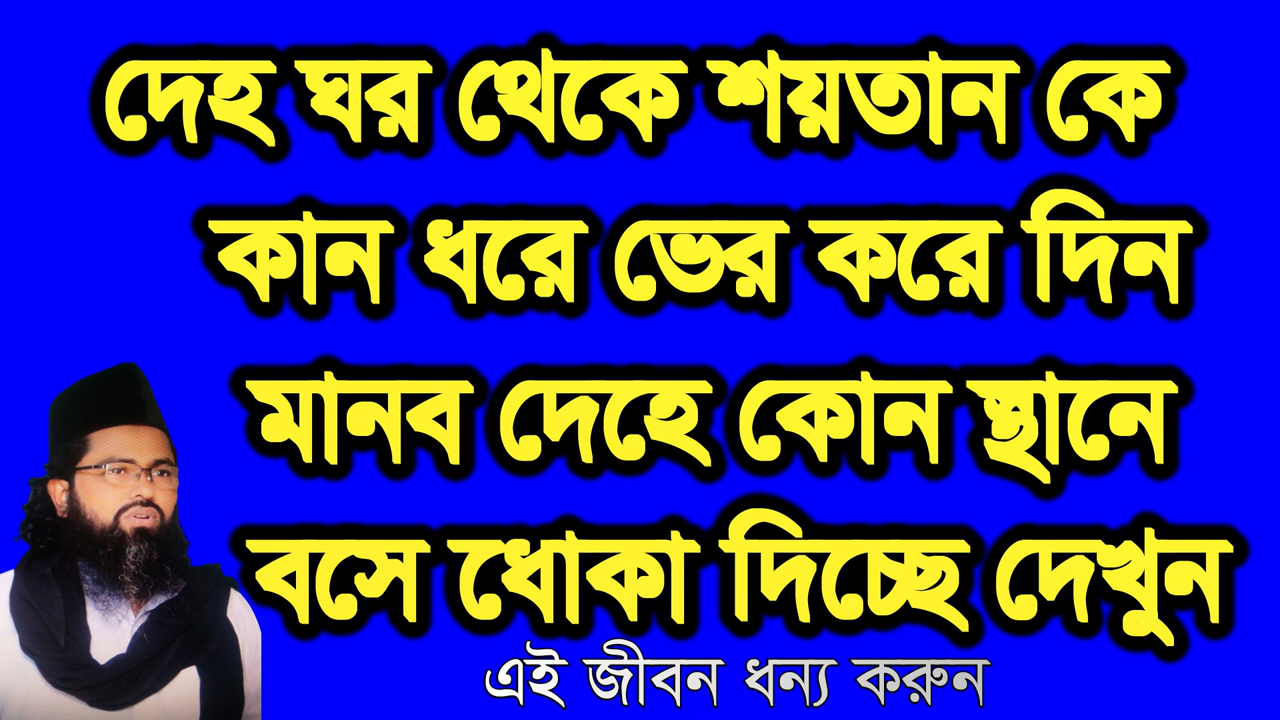 দেহ ঘর থেকে শয়তান কে
কান ধরে ভের করে দিন
মানব দেহে কোন স্থানে
বসে ধোকা দিচ্ছে দেখুন
এই জীবন ধন্য করুন